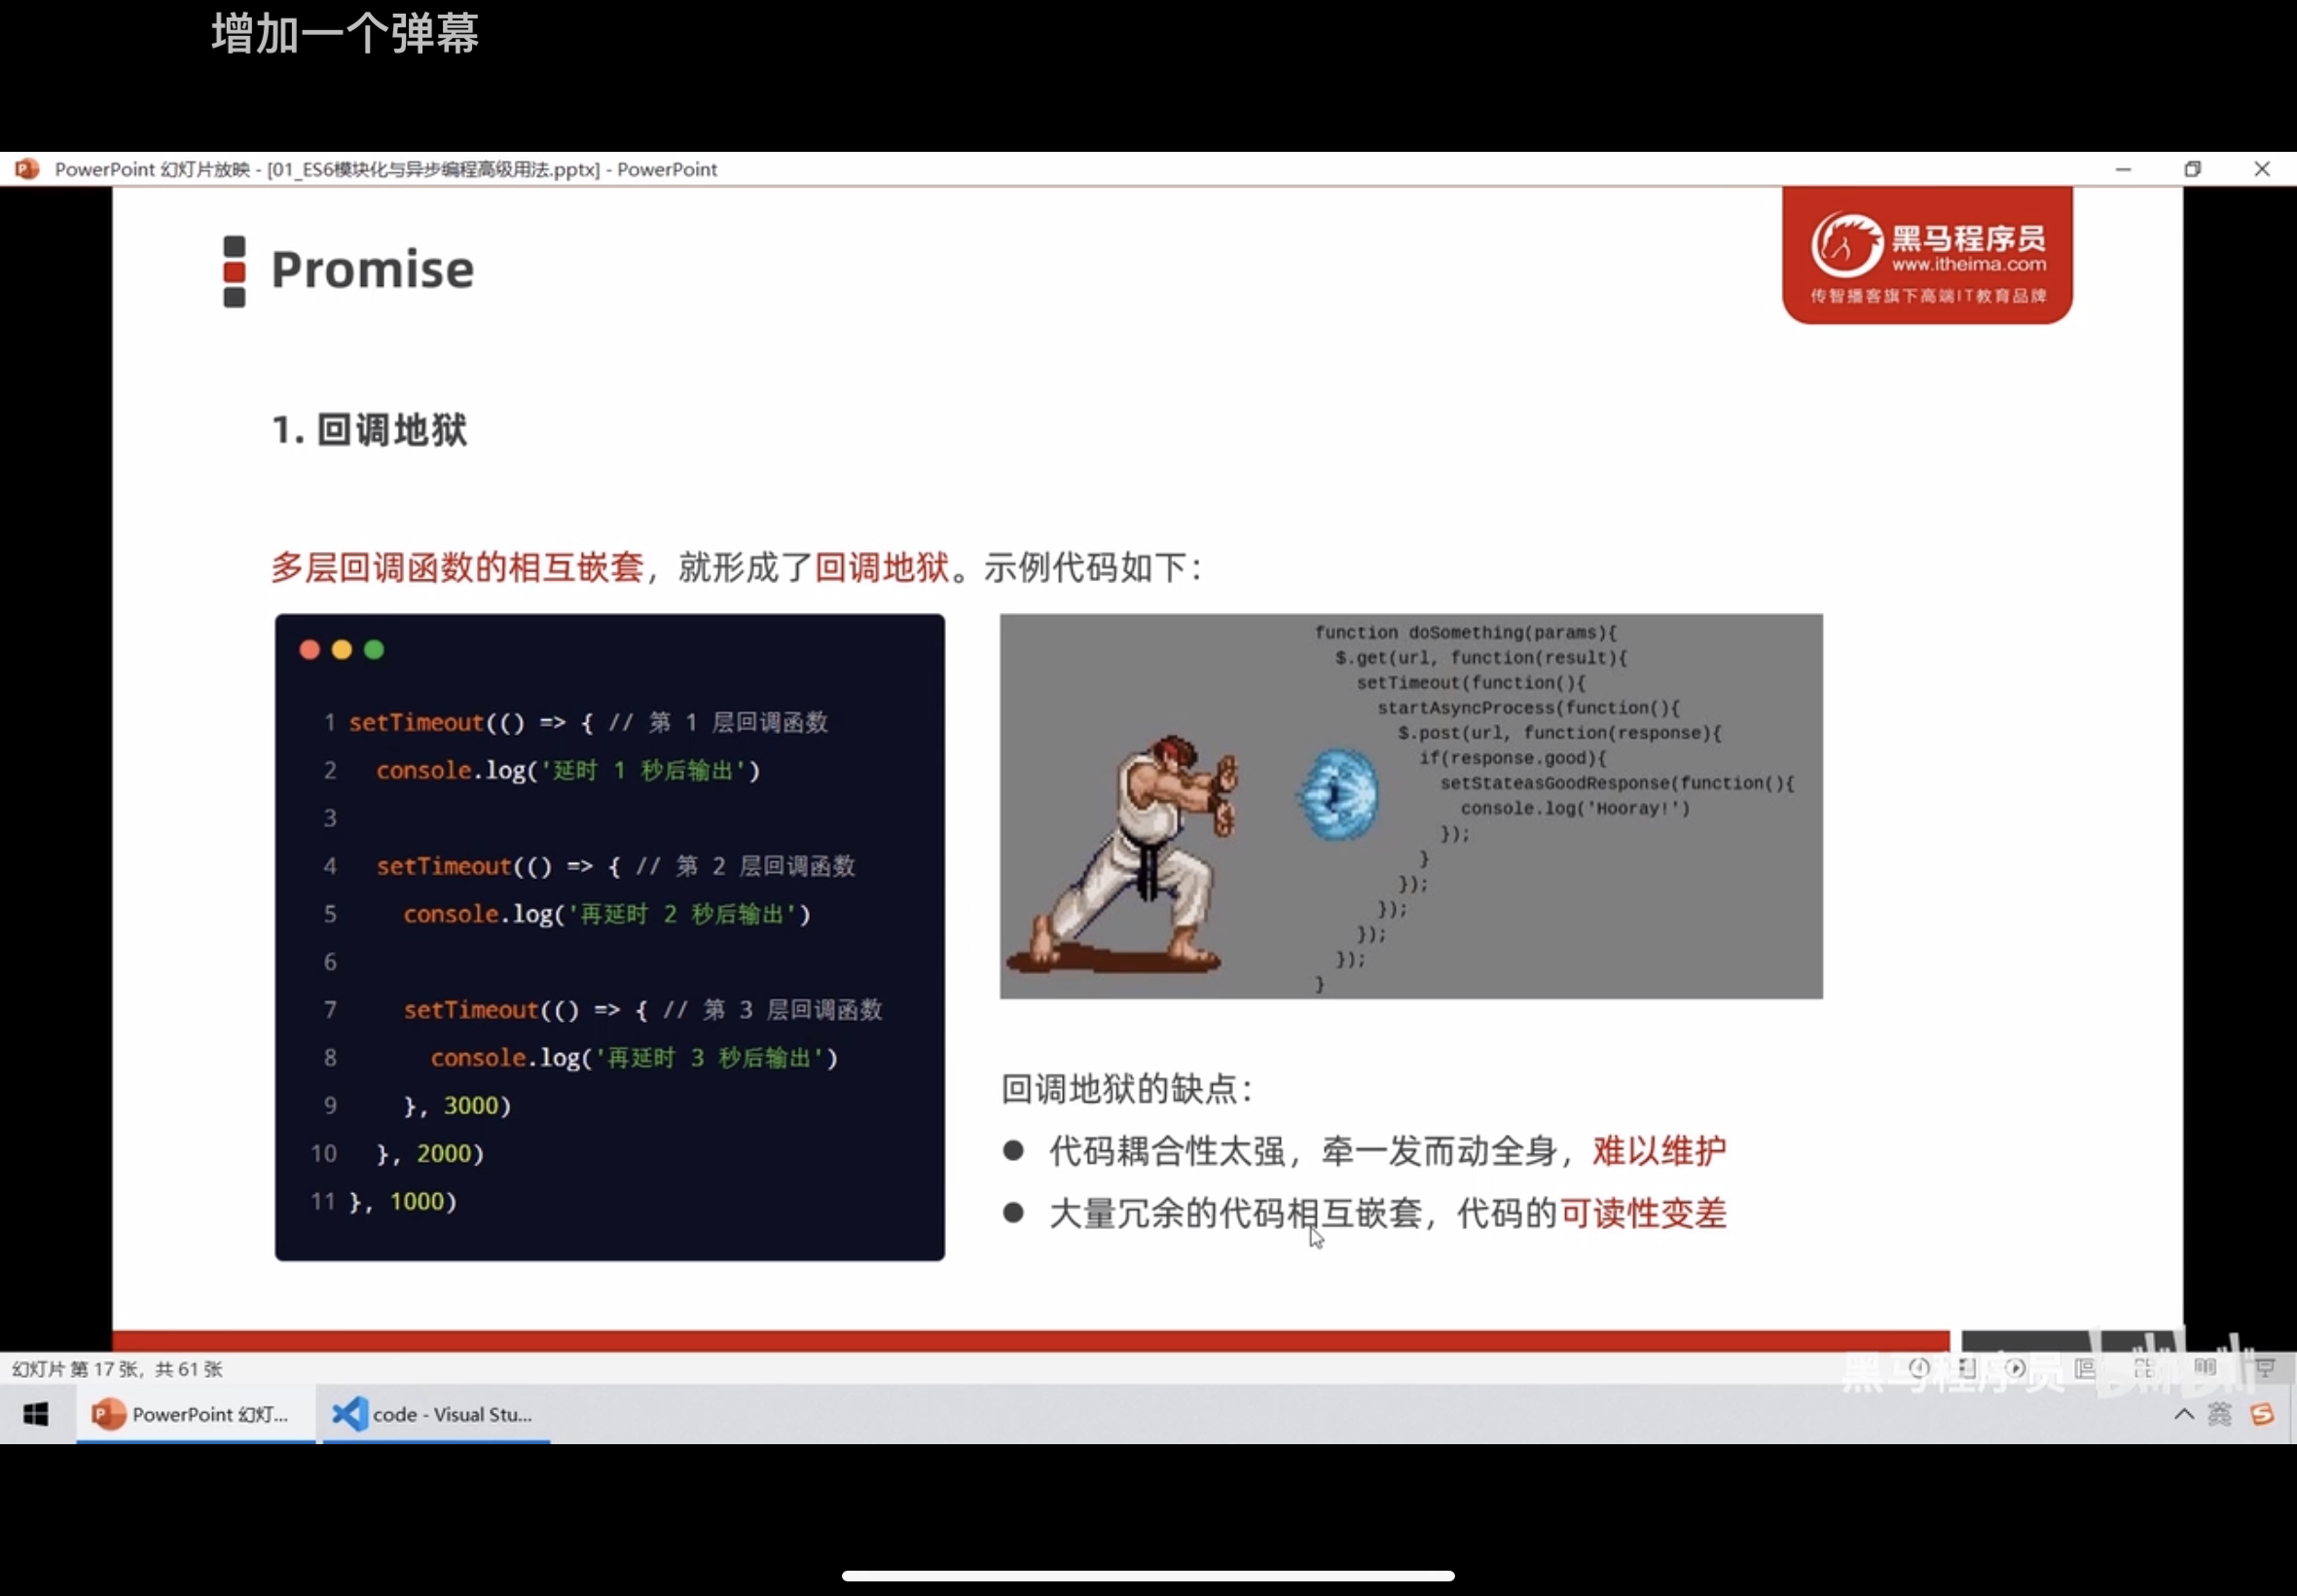 增加一个弹幕
PowerPoint 幻灯片放映 - [01_ES6模块化与异步编程高级用法.pptx] - PowerPoint
Promise
黑马程序员
www.itheima.com
传智播客旗下高端IT教育品牌
1. 回调地狱
多层回调函数的相互嵌套，就形成了回调地狱。示例代码如下：
1 setTimeout(() => { // 第 1 层回调函数
2   console.log('延时 1 秒后输出')
3
4   setTimeout(() => { // 第 2 层回调函数
5     console.log('再延时 2 秒后输出')
6
7     setTimeout(() => { // 第 3 层回调函数
8       console.log('再延时 3 秒后输出')
9     }, 3000)
10   }, 2000)
11 }, 1000)
function doSomething(params){
  $.get(url, function(result){
    setTimeout(function(){
      startAsyncProcess(function(){
        $.post(url, function(response){
          if(response.good){
            setStateasGoodResponse(function(){
              console.log('Hooray!')
            });
          }
        });
      });
    });
  });
}
回调地狱的缺点：
● 代码耦合性太强，牵一发而动全身，难以维护
● 大量冗余的代码相互嵌套，代码的可读性变差
幻灯片 第 17 张，共 61 张
黑马程序员 bilibili
PowerPoint 幻灯...
code - Visual Stu...
英